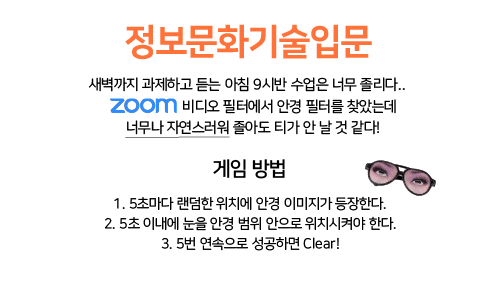 정보문화기술입문
새벽까지 과제하고 듣는 아침 9시반 수업은 너무 졸리다..
zoom 비디오 필터에서 안경 필터를 찾았는데
너무나 자연스러워 졸아도 티가 안 날 것 같다!
게임 방법
1. 5초마다 랜덤한 위치에 안경 이미지가 등장한다.
2. 5초 이내에 눈을 안경 범위 안으로 위치시켜야 한다.
3. 5번 연속으로 성공하면 Clear!